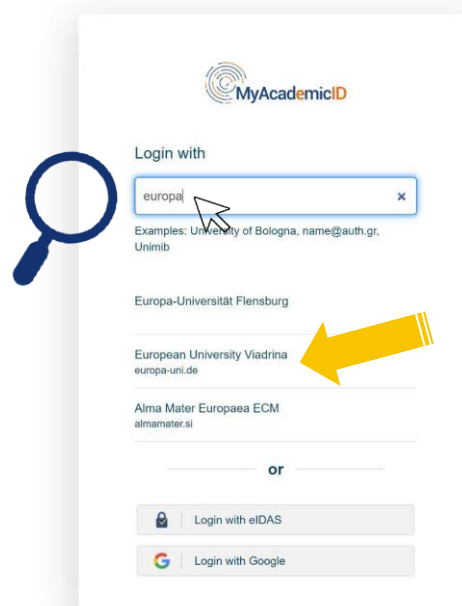 MyAcademicID
Login with
europa
Examples: University of Bologna, name@auth.gr,
Unimib
Europa-Universität Flensburg
European University Viadrina
europa-uni.de
Alma Mater Europaea ECM
almamater.si
or
Login with eIDAS
Login with Google